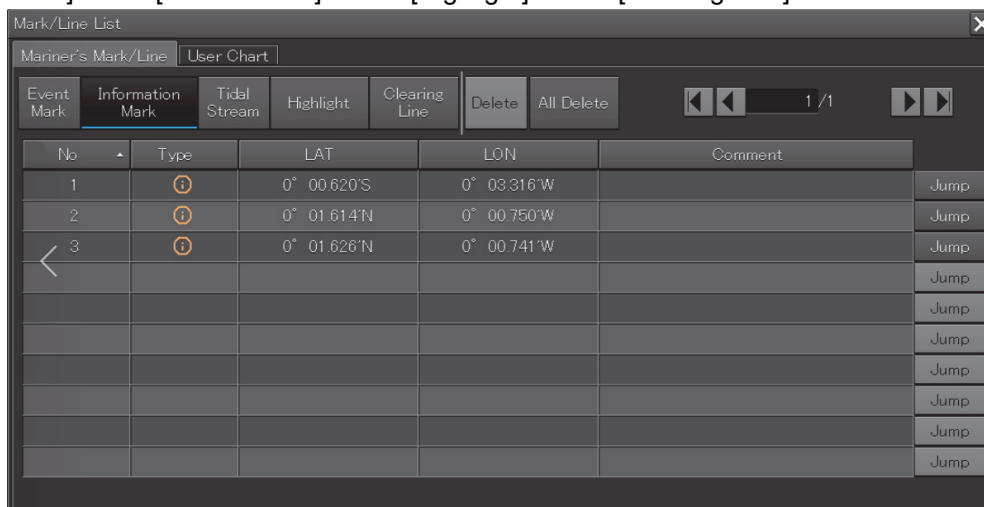 Mark/Line List
Mariner's Mark/Line User Chart
Event Mark Information Mark Tidal Stream Highlight Clearing Line Delete All Delete 1 /1
No Type LAT LON Comment
1 0° 00.620'S 0° 03.316'W Jump
2 0° 01.614'N 0° 00.750'W Jump
3 0° 01.626'N 0° 00.741'W Jump
Jump
Jump
Jump
Jump
Jump
Jump
Jump